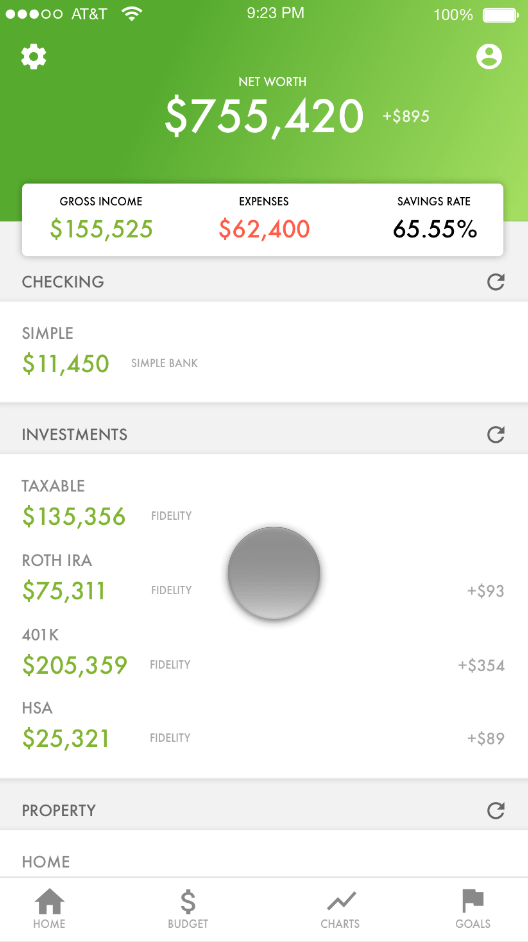 AT&T 9:23 PM 100%
NET WORTH
$755,420 +$895
GROSS INCOME EXPENSES SAVINGS RATE
$155,525 $62,400 65.55%
CHECKING
SIMPLE
$11,450 SIMPLE BANK
INVESTMENTS
TAXABLE
$135,356 FIDELITY
ROTH IRA
$75,311 FIDELITY +$93
401K
$205,359 FIDELITY +$354
HSA
$25,321 FIDELITY +$89
PROPERTY
HOME
HOME BUDGET CHARTS GOALS